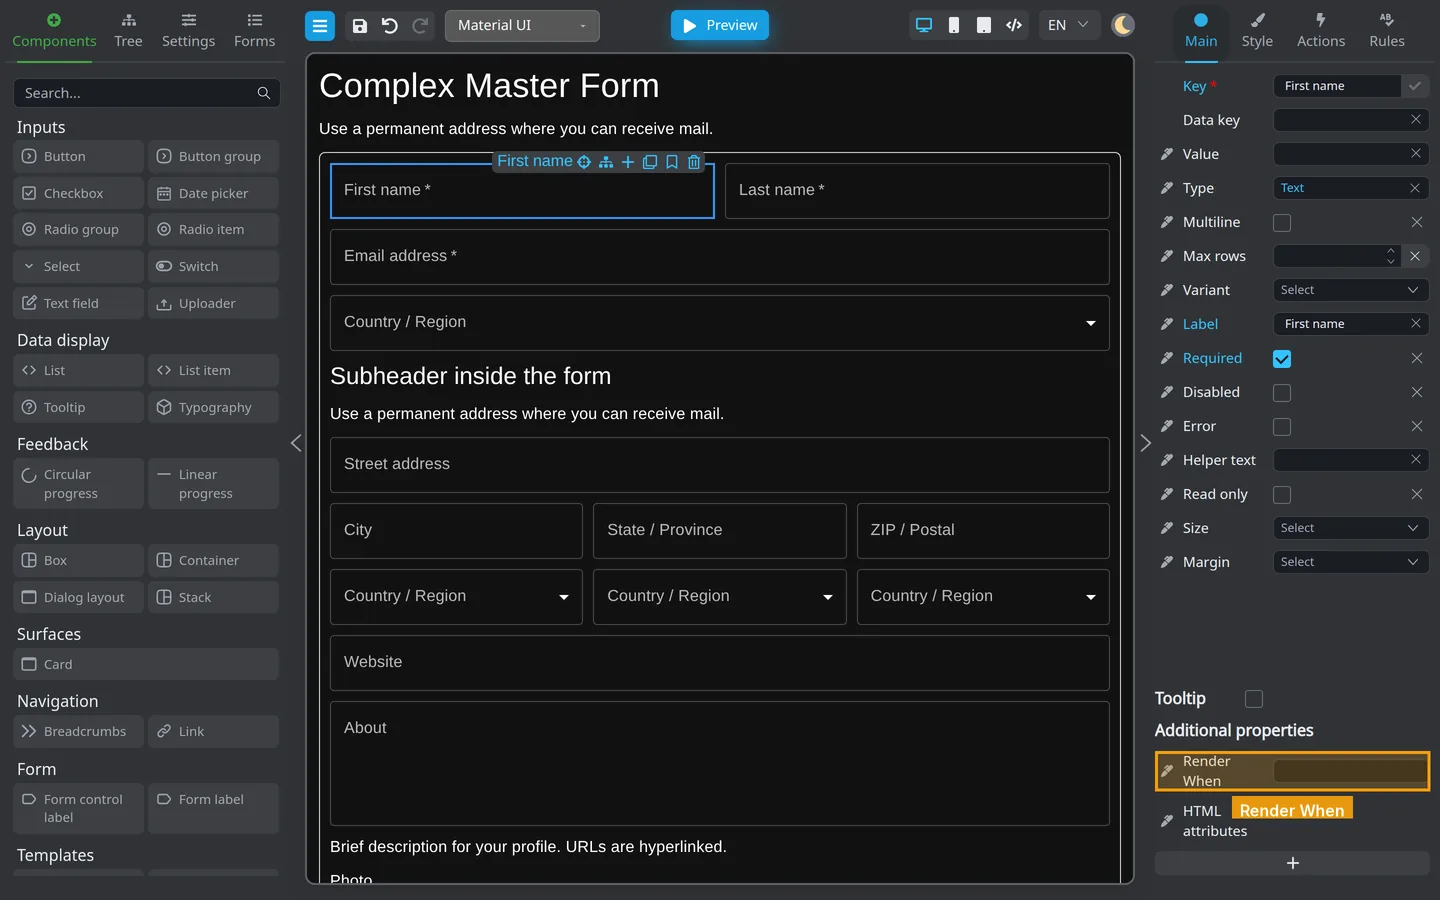 Components
Tree
Settings
Forms
Search...
Inputs
Button
Button group
Checkbox
Date picker
Radio group
Radio item
Select
Switch
Text field
Uploader
Data display
List
List item
Tooltip
Typography
Feedback
Circular
progress
Linear
progress
Layout
Box
Container
Dialog layout
Stack
Surfaces
Card
Navigation
Breadcrumbs
Link
Form
Form control
label
Form label
Templates
Material UI
Preview
EN
Complex Master Form
Use a permanent address where you can receive mail.
First name
First name *
Last name *
Email address *
Country / Region
Subheader inside the form
Use a permanent address where you can receive mail.
Street address
City
State / Province
ZIP / Postal
Country / Region
Country / Region
Country / Region
Website
About
Brief description for your profile. URLs are hyperlinked.
Photo
Main
Style
Actions
AB
Rules
Key *
First name
Data key
Value
Type
Text
Multiline
Max rows
Variant
Select
Label
First name
Required
Disabled
Error
Helper text
Read only
Size
Select
Margin
Select
Tooltip
Additional properties
Render
When
HTML
attributes
Render When